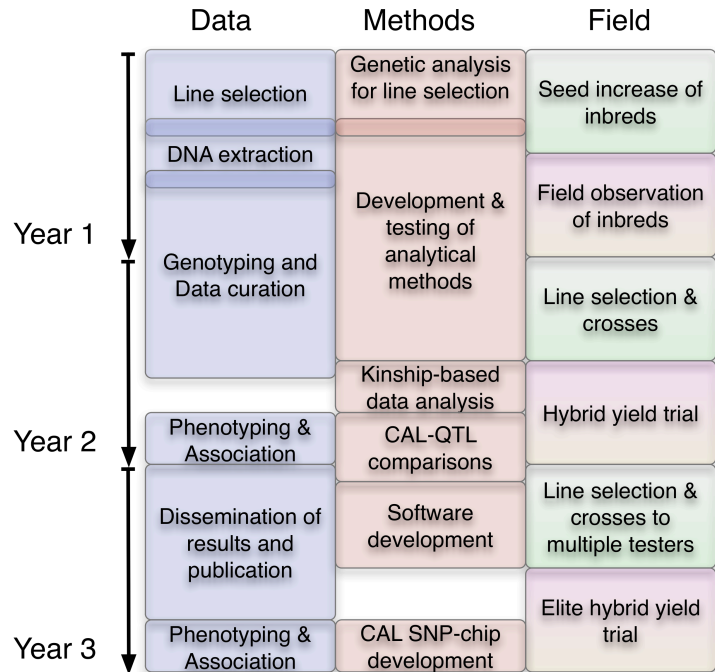 Data
Methods
Field
Line selection
DNA extraction
Genotyping and
Data curation
Phenotyping &
Association
Dissemination of
results and
publication
Phenotyping &
Association
Genetic analysis
for line selection
Development &
testing of
analytical
methods
Kinship-based
data analysis
CAL-QTL
comparisons
Software
development
CAL SNP-chip
development
Seed increase of
inbreds
Field observation
of inbreds
Line selection &
crosses
Hybrid yield trial
Line selection &
crosses to
multiple testers
Elite hybrid yield
trial
Year 1
Year 2
Year 3